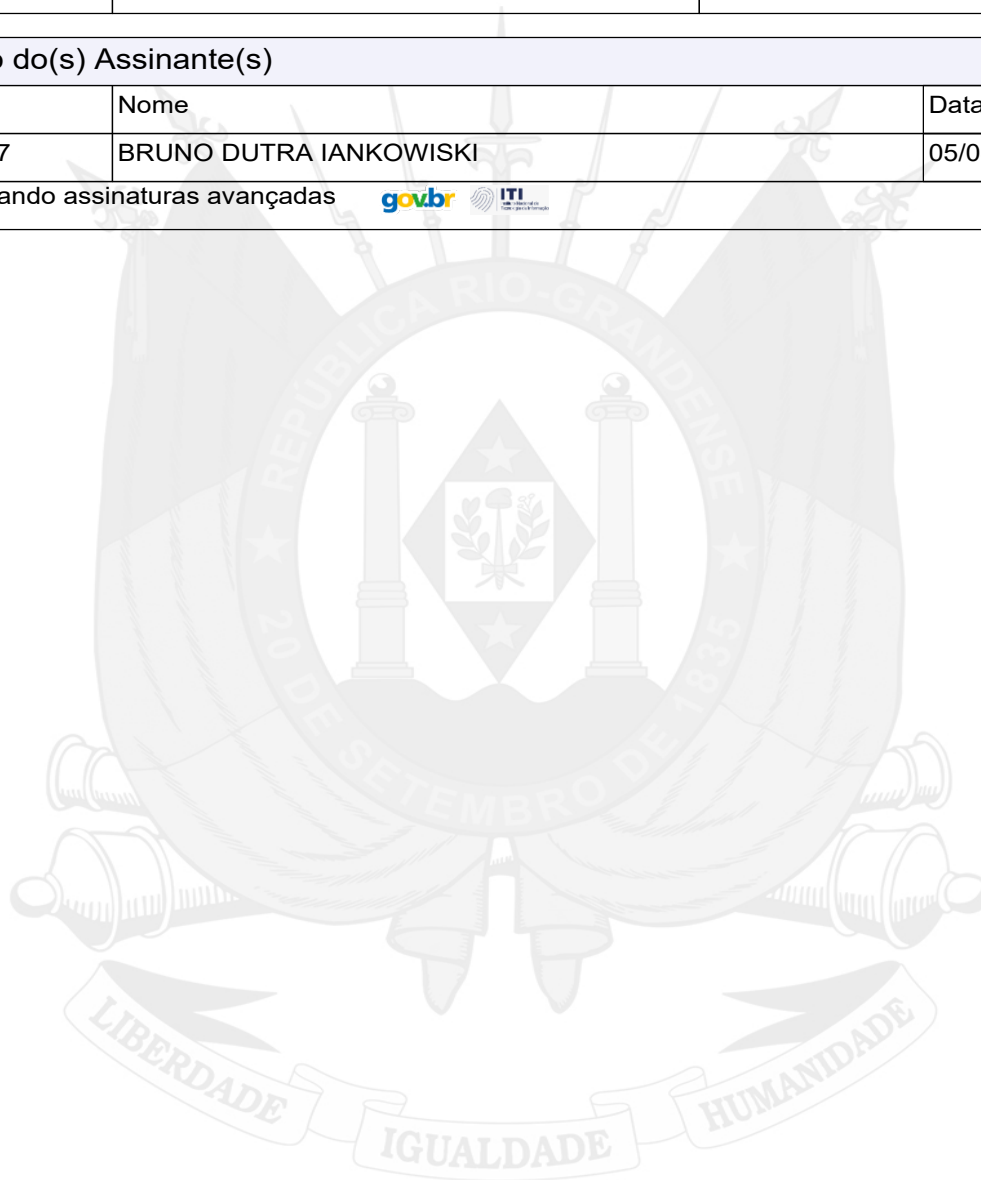 o do(s) Assinante(s)
Nome Data
7 BRUNO DUTRA IANKOWISKI 05/0
ando assinaturas avançadas gov.br ITI
REPÚBLICA RIO-GRANDENSE
20 DE SETEMBRO DE 1835
LIBERDADE IGUALDADE HUMANIDADE